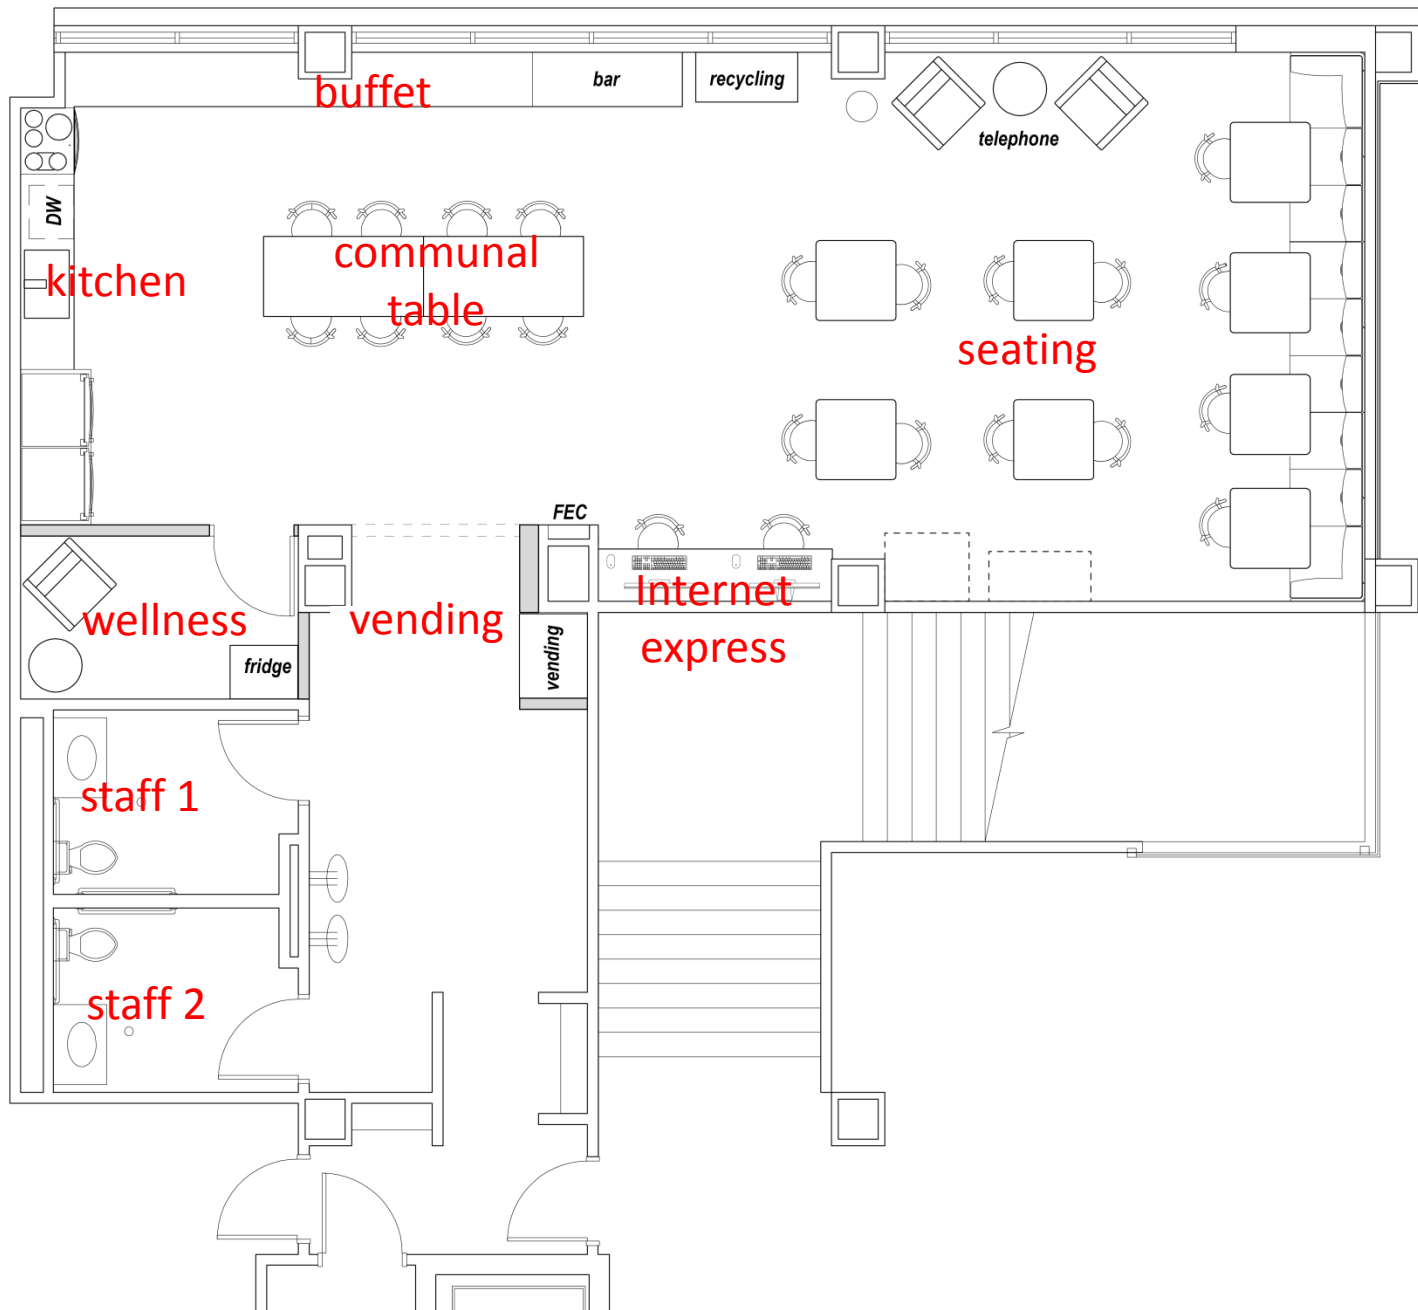 bar
recycling
buffet
telephone
DW
communal
table
kitchen
seating
FEC
Internet
express
wellness
vending
vending
fridge
staff 1
staff 2